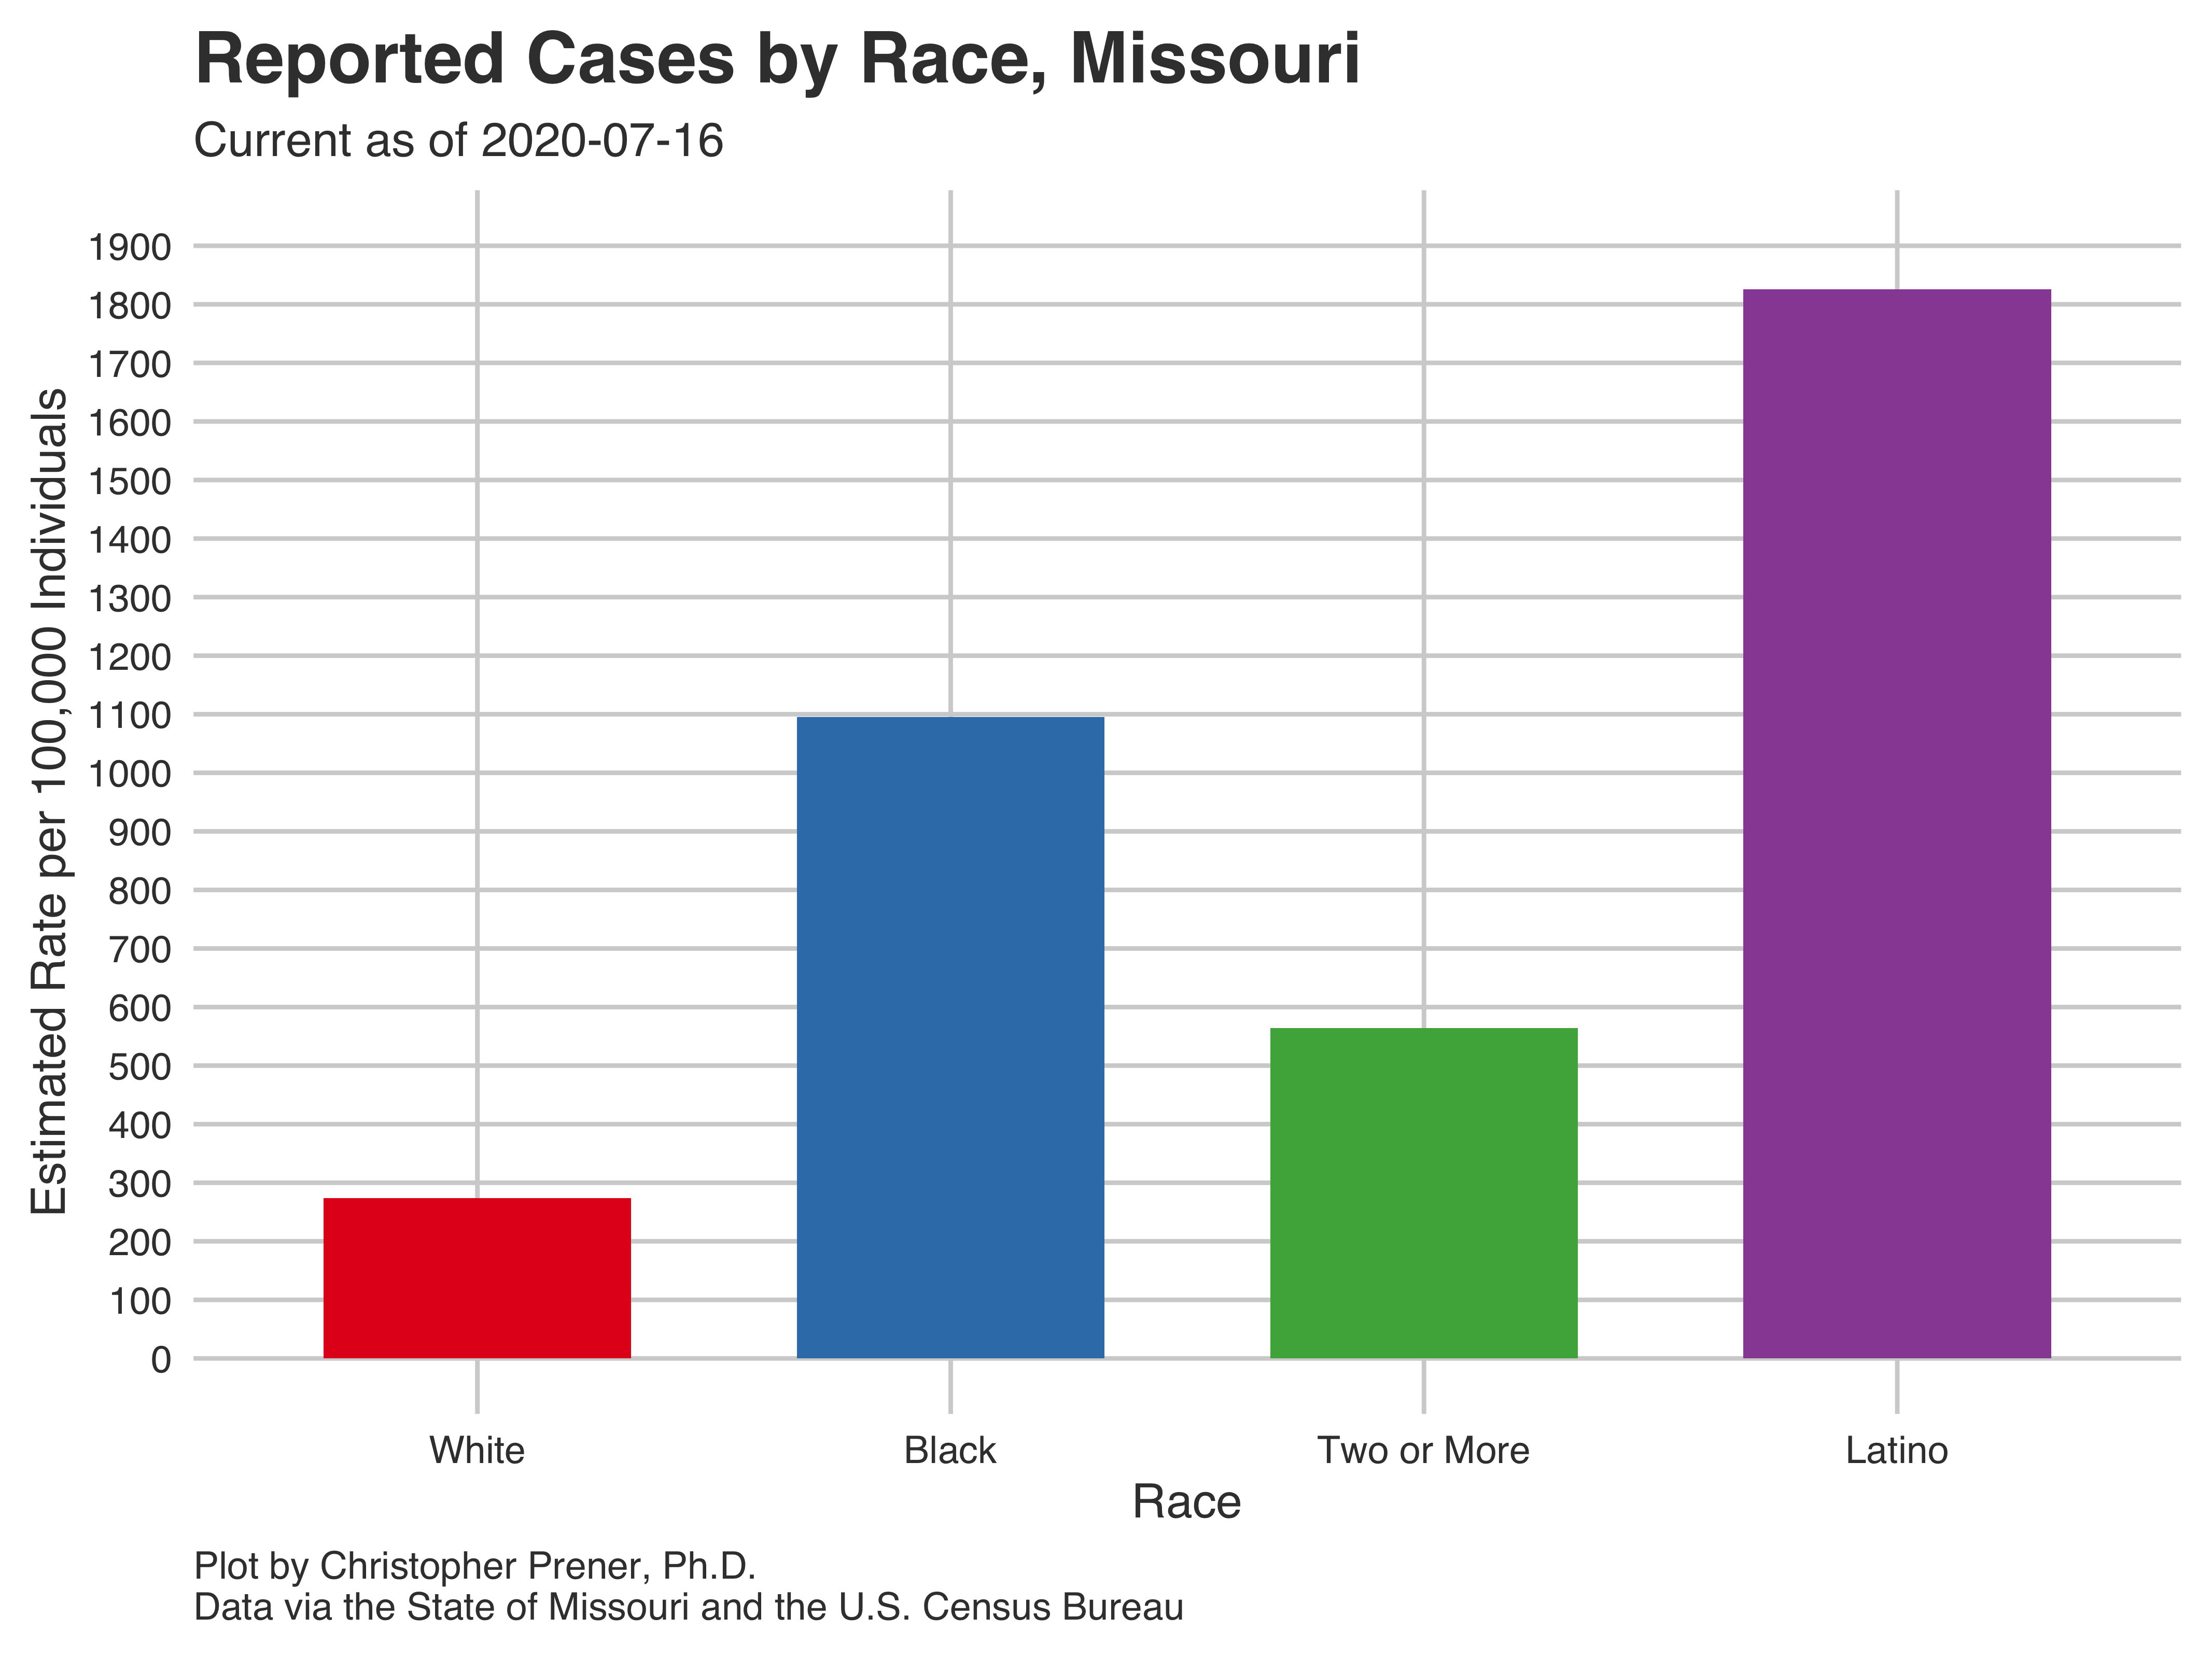 Reported Cases by Race, Missouri
Current as of 2020-07-16
Estimated Rate per 100,000 Individuals
1900
1800
1700
1600
1500
1400
1300
1200
1100
1000
900
800
700
600
500
400
300
200
100
0
White Black Two or More Latino
Race
Plot by Christopher Prener, Ph.D.
Data via the State of Missouri and the U.S. Census Bureau